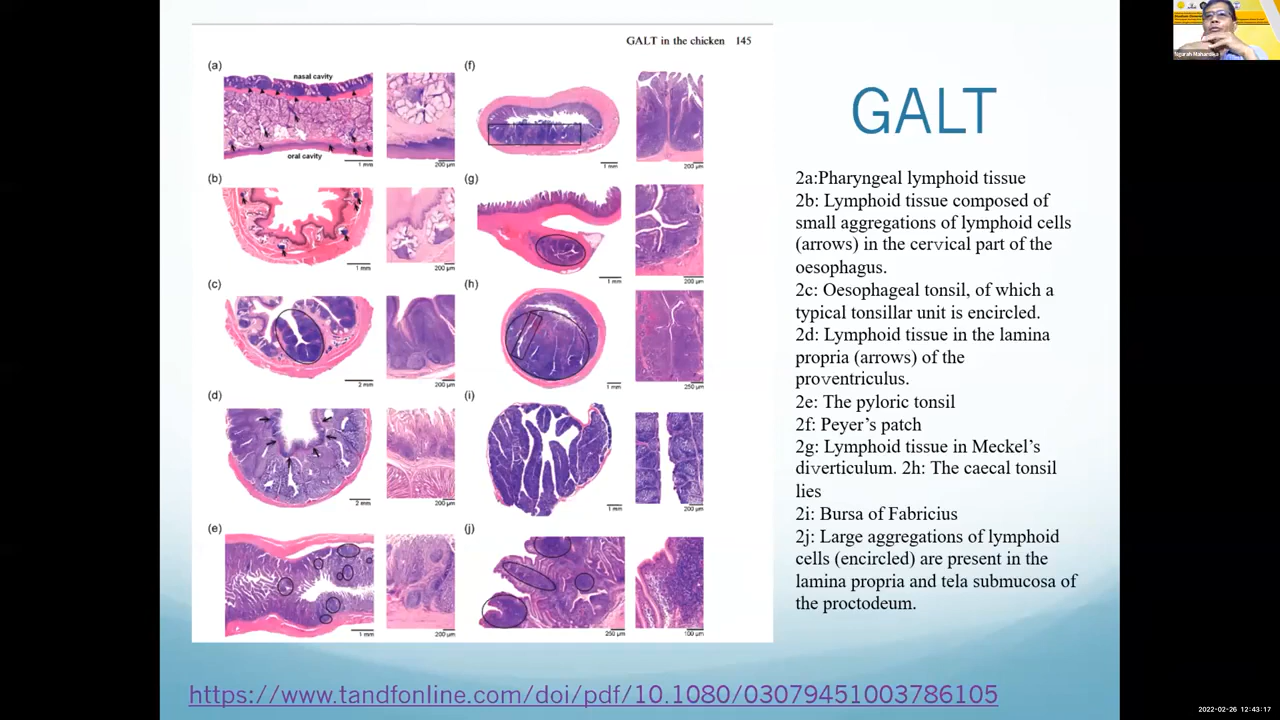 GALT in the chicken 145
(a)
nasal cavity
oral cavity
1 mm
200 µm
(b)
1 mm
200 µm
(c)
2 mm
200 µm
(d)
2 mm
200 µm
(e)
1 mm
200 µm
(f)
1 mm
200 µm
(g)
1 mm
200 µm
(h)
1 mm
250 µm
(i)
1 mm
200 µm
(j)
250 µm
100 µm
GALT
2a:Pharyngeal lymphoid tissue
2b: Lymphoid tissue composed of
small aggregations of lymphoid cells
(arrows) in the cervical part of the
oesophagus.
2c: Oesophageal tonsil, of which a
typical tonsillar unit is encircled.
2d: Lymphoid tissue in the lamina
propria (arrows) of the
proventriculus.
2e: The pyloric tonsil
2f: Peyer’s patch
2g: Lymphoid tissue in Meckel’s
diverticulum. 2h: The caecal tonsil
lies
2i: Bursa of Fabricius
2j: Large aggregations of lymphoid
cells (encircled) are present in the
lamina propria and tela submucosa of
the proctodeum.
https://www.tandfonline.com/doi/pdf/10.1080/03079451003786105
Ngurah Mahardika
2022-02-26 12:43:17